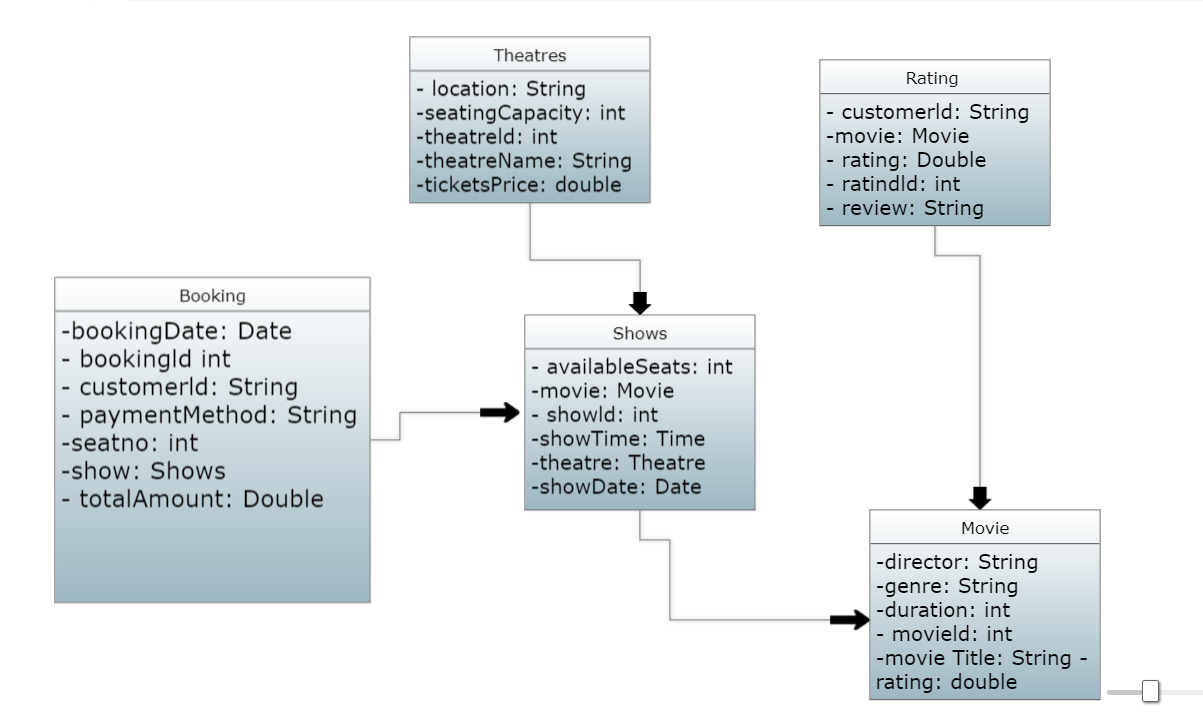 Theatres
- location: String
-seatingCapacity: int
-theatreId: int
-theatreName: String
-ticketsPrice: double
Rating
- customerId: String
-movie: Movie
- rating: Double
- ratindId: int
- review: String
Booking
-bookingDate: Date
- bookingId int
- customerId: String
- paymentMethod: String
-seatno: int
-show: Shows
- totalAmount: Double
Shows
- availableSeats: int
-movie: Movie
- showId: int
-showTime: Time
-theatre: Theatre
-showDate: Date
Movie
-director: String
-genre: String
-duration: int
- movieId: int
-movie Title: String -
rating: double